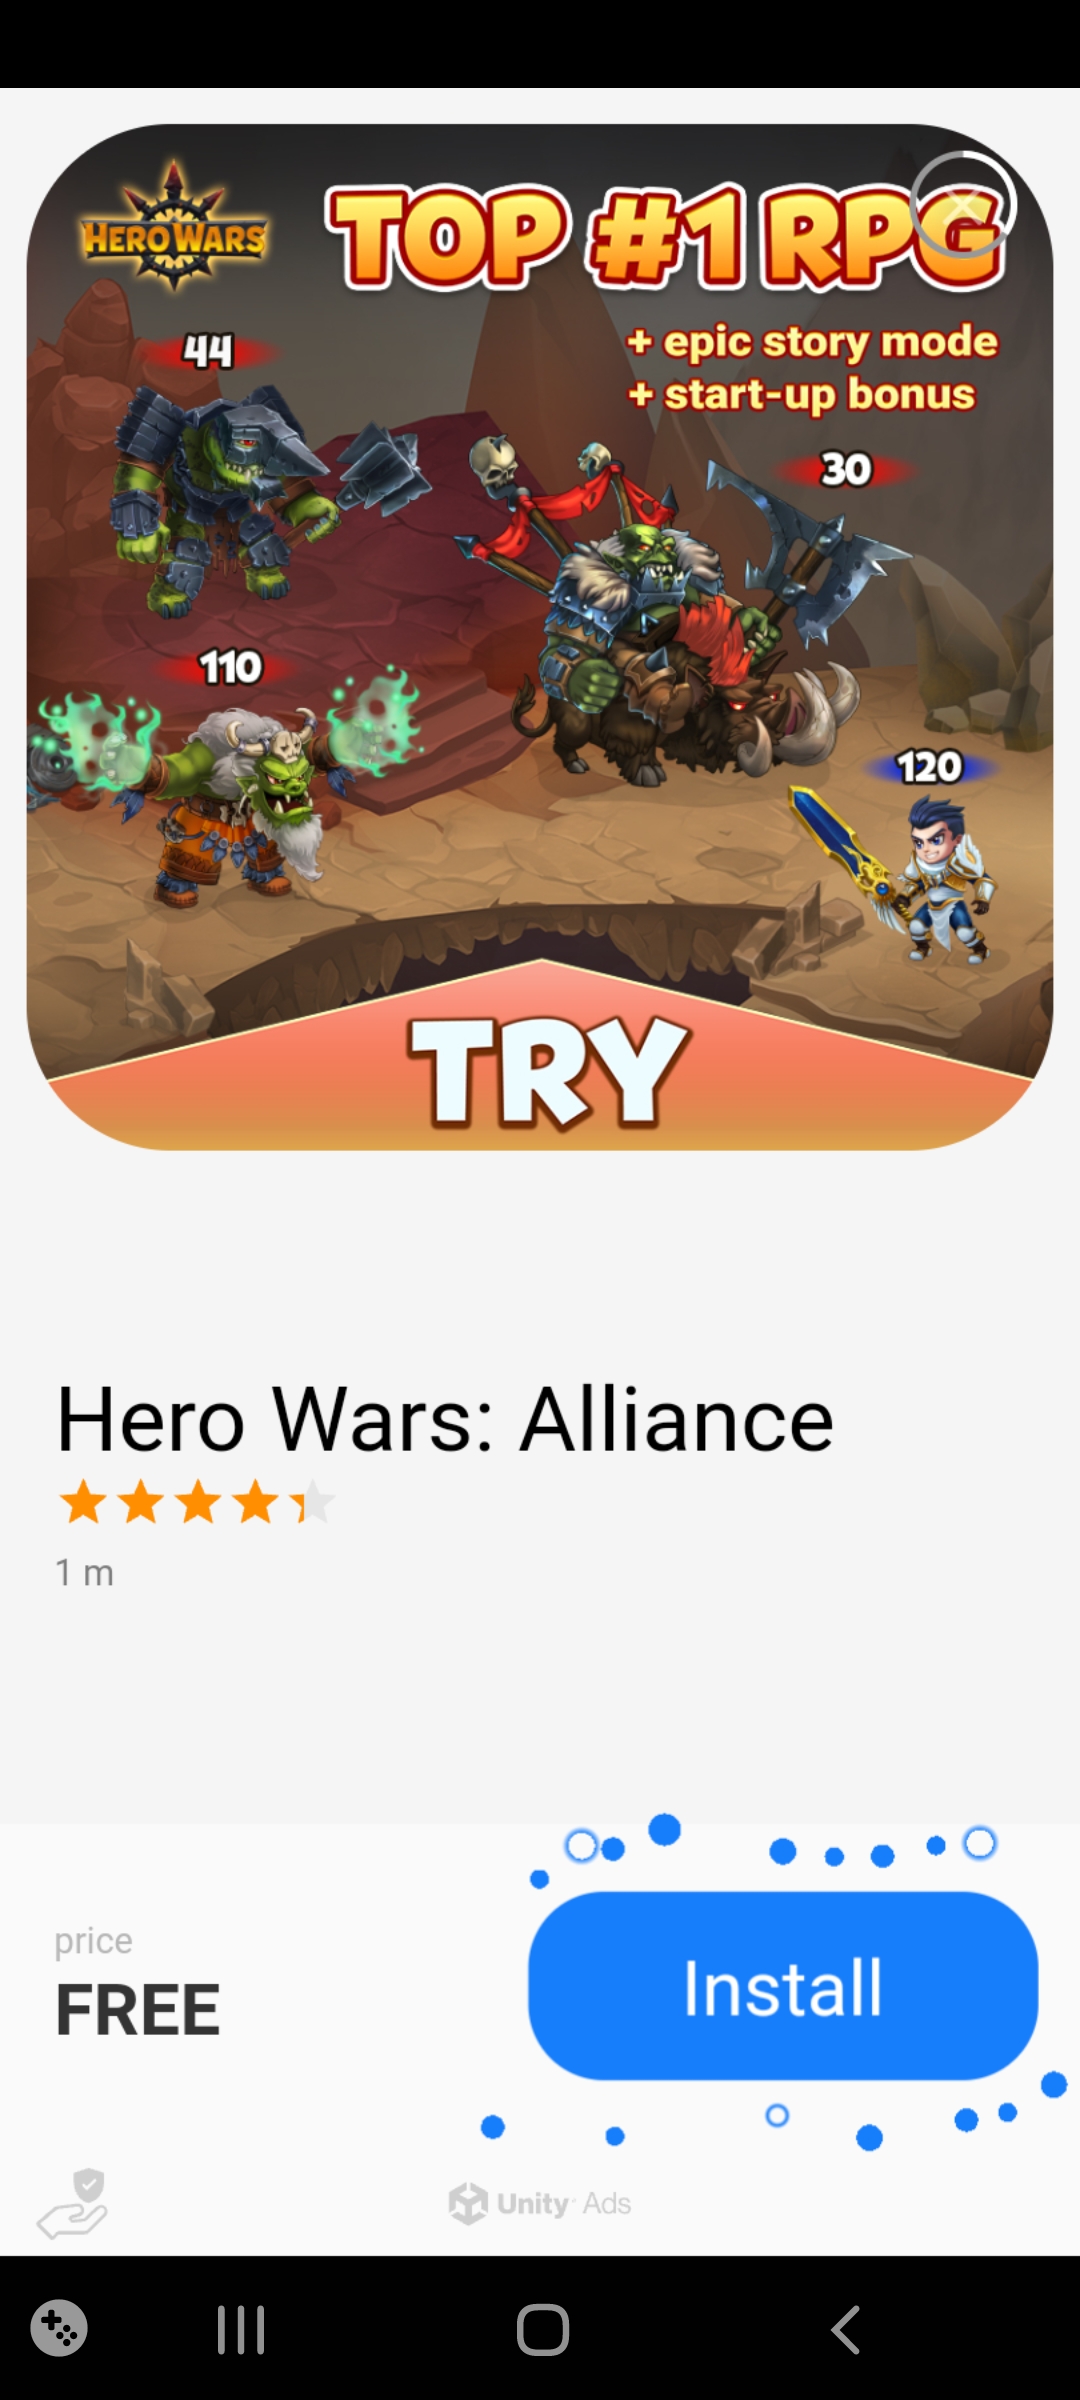 HERO WARS
TOP #1 RPG
+ epic story mode
+ start-up bonus
44
30
110
120
TRY
Hero Wars: Alliance
1 m
price
FREE
Install
Unity Ads